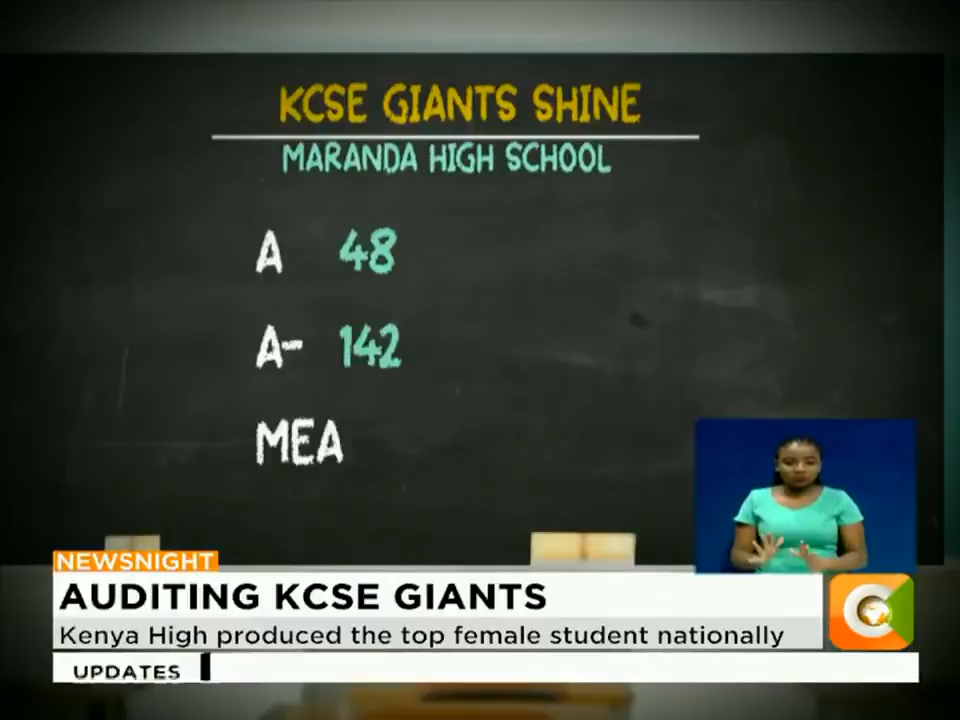 KCSE GIANTS SHINE
MARANDA HIGH SCHOOL
A 48
A- 142
MEA
NEWSNIGHT
AUDITING KCSE GIANTS
Kenya High produced the top female student nationally
UPDATES